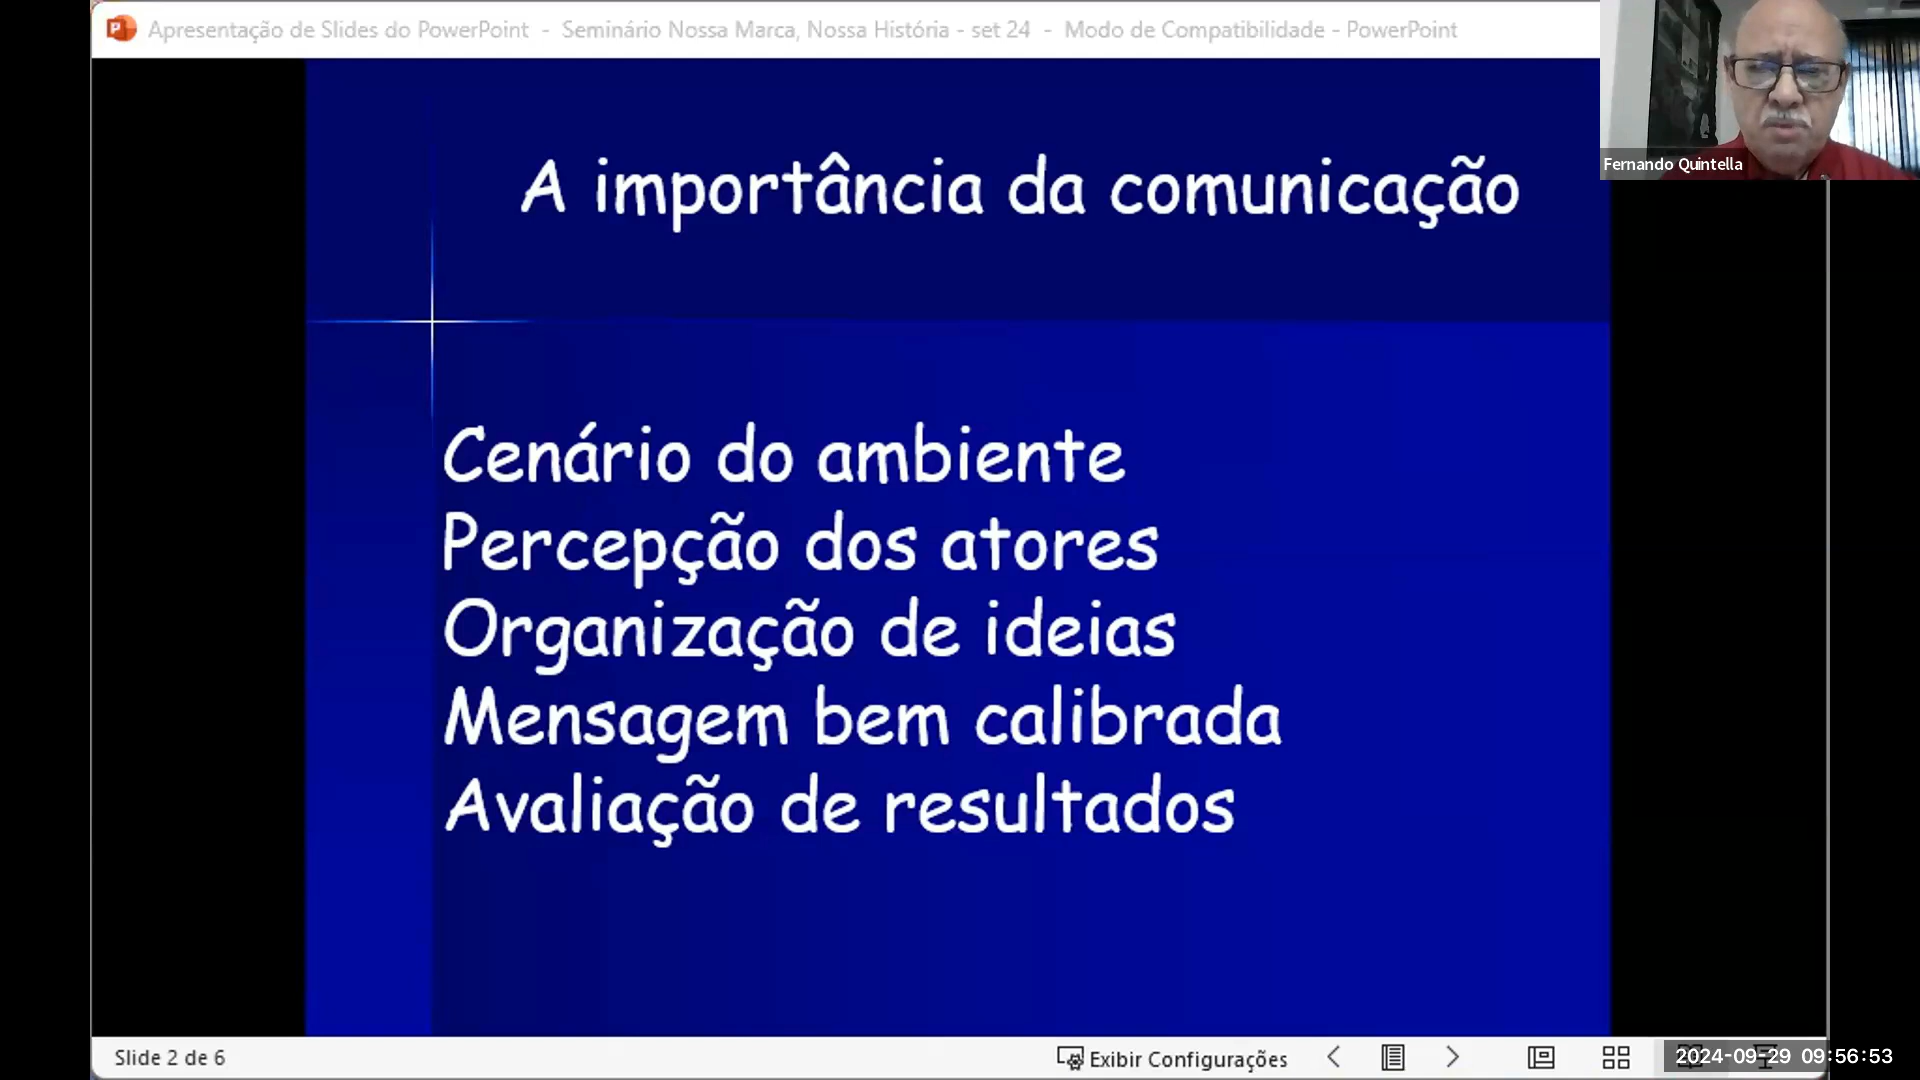 Apresentação de Slides do PowerPoint - Seminário Nossa Marca, Nossa História - set 24 - Modo de Compatibilidade - PowerPoint
Fernando Quintella
A importância da comunicação
Cenário do ambiente
Percepção dos atores
Organização de ideias
Mensagem bem calibrada
Avaliação de resultados
Slide 2 de 6
Exibir Configurações
2024-09-29 09:56:53